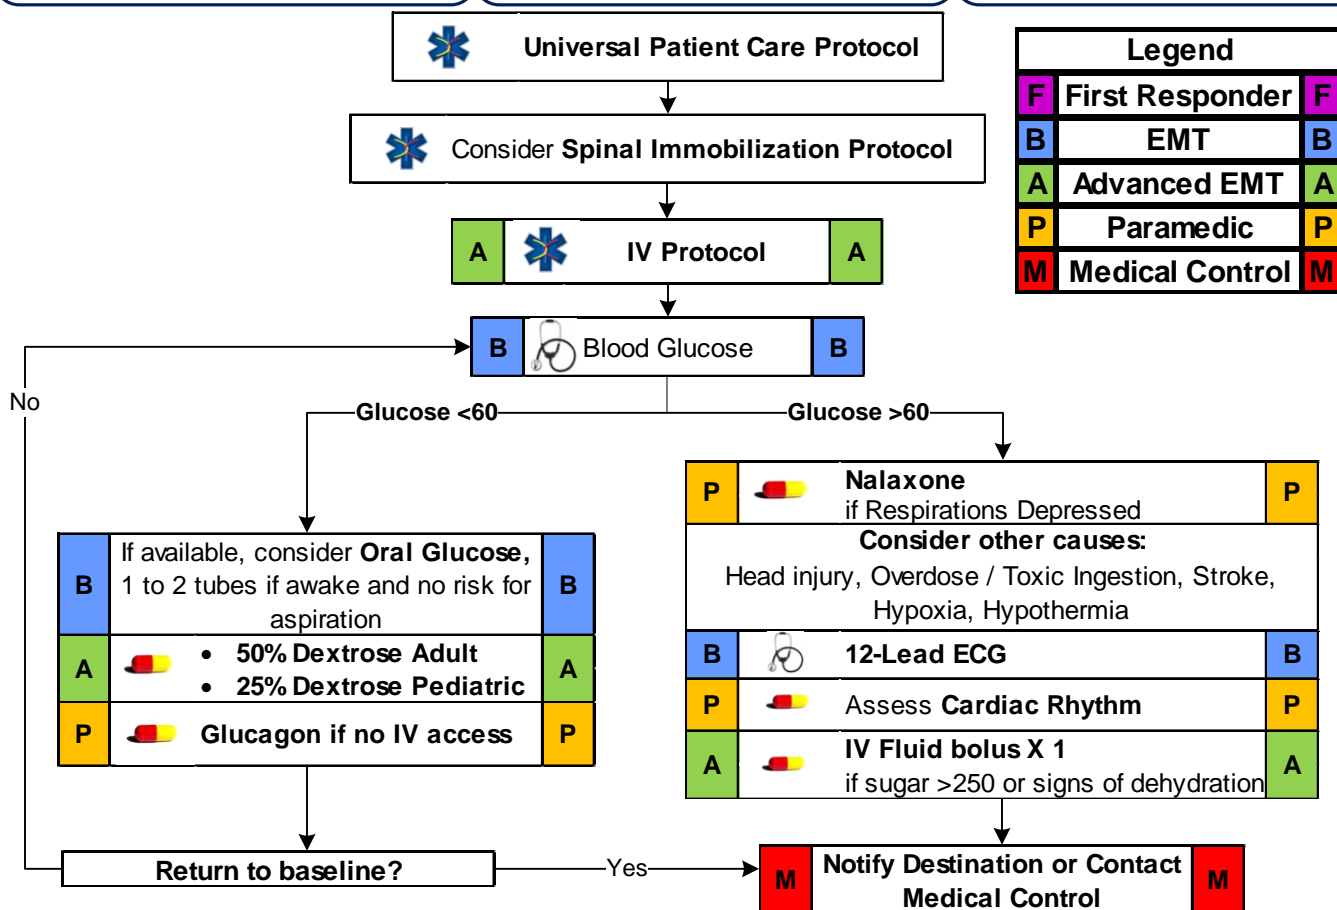 Universal Patient Care Protocol
Legend
F First Responder F
B EMT B
A Advanced EMT A
P Paramedic P
M Medical Control M
Consider Spinal Immobilization Protocol
A IV Protocol A
B Blood Glucose B
No
Glucose <60
Glucose >60
B If available, consider Oral Glucose, B
1 to 2 tubes if awake and no risk for
aspiration
A • 50% Dextrose Adult A
• 25% Dextrose Pediatric
P Glucagon if no IV access P
P Nalaxone P
if Respirations Depressed
Consider other causes:
Head injury, Overdose / Toxic Ingestion, Stroke,
Hypoxia, Hypothermia
B 12-Lead ECG B
P Assess Cardiac Rhythm P
A IV Fluid bolus X 1 A
if sugar >250 or signs of dehydration
Return to baseline?
Yes
M Notify Destination or Contact M
Medical Control